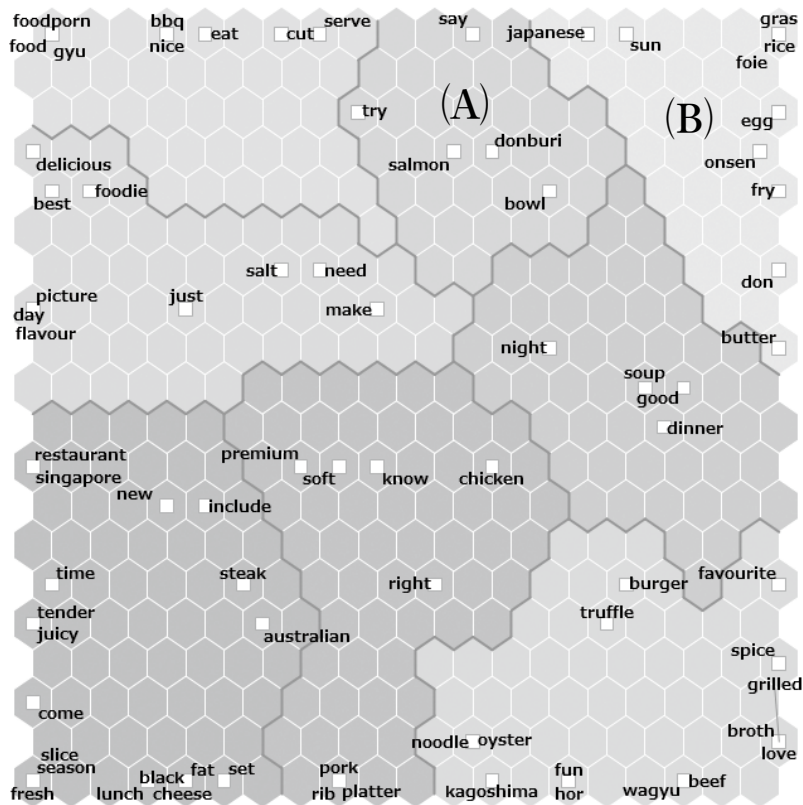 foodporn
food
gyu
bbq
nice
eat
cut
serve
say
japanese
sun
gras
rice
foie
try
(A)
(B)
egg
salmon
donburi
onsen
delicious
best
foodie
bowl
fry
salt
need
don
picture
day
flavour
just
make
night
butter
soup
good
dinner
restaurant
singapore
premium
soft
know
chicken
new
include
time
steak
right
burger
favourite
tender
juicy
australian
truffle
spice
grilled
come
broth
love
noodle
oyster
slice
season
fresh
lunch
black
cheese
fat
set
pork
rib
platter
kagoshima
fun
hor
wagyu
beef